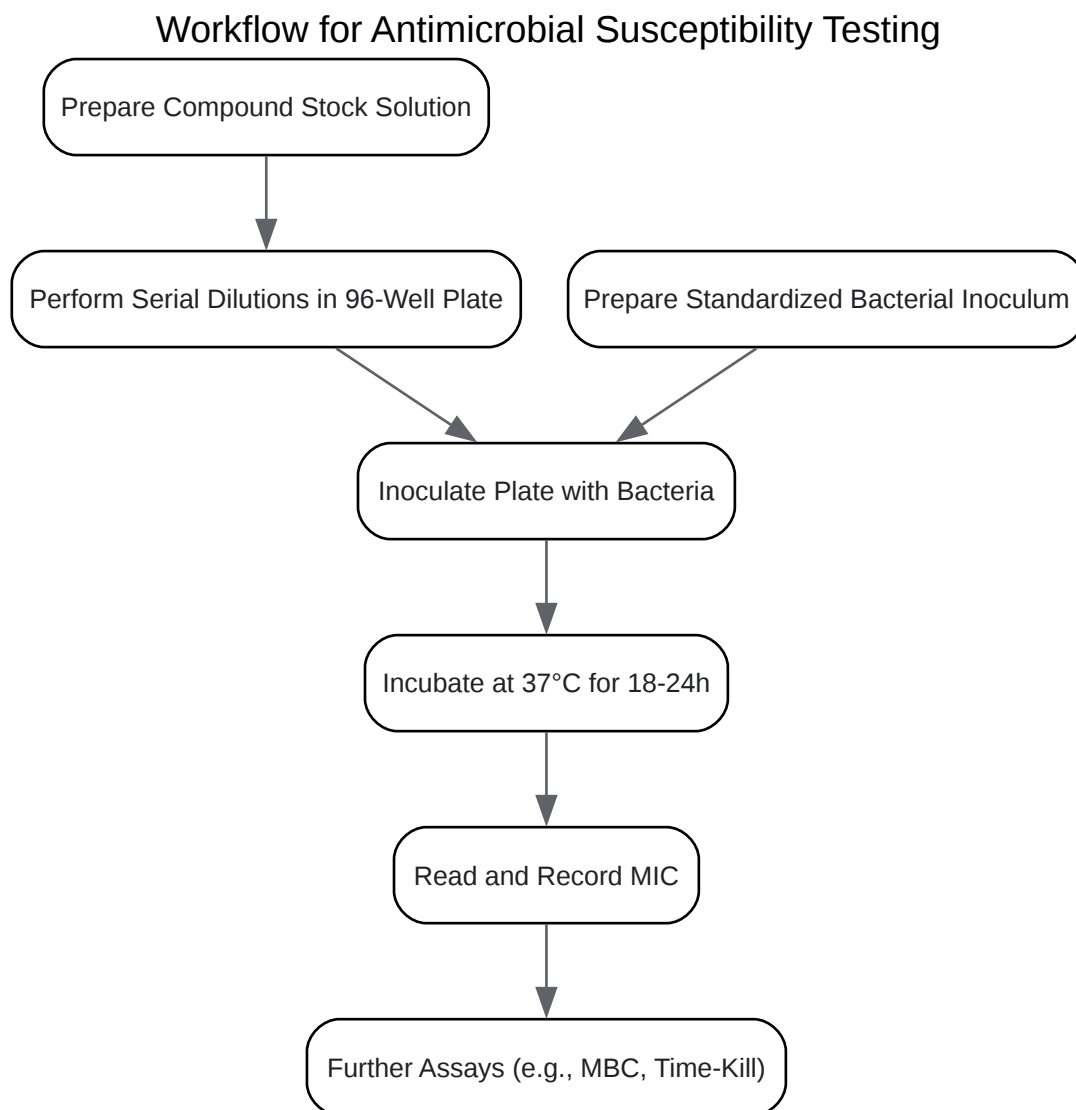 Workflow for Antimicrobial Susceptibility Testing
Prepare Compound Stock Solution
Perform Serial Dilutions in 96-Well Plate
Prepare Standardized Bacterial Inoculum
Inoculate Plate with Bacteria
Incubate at 37°C for 18-24h
Read and Record MIC
Further Assays (e.g., MBC, Time-Kill)